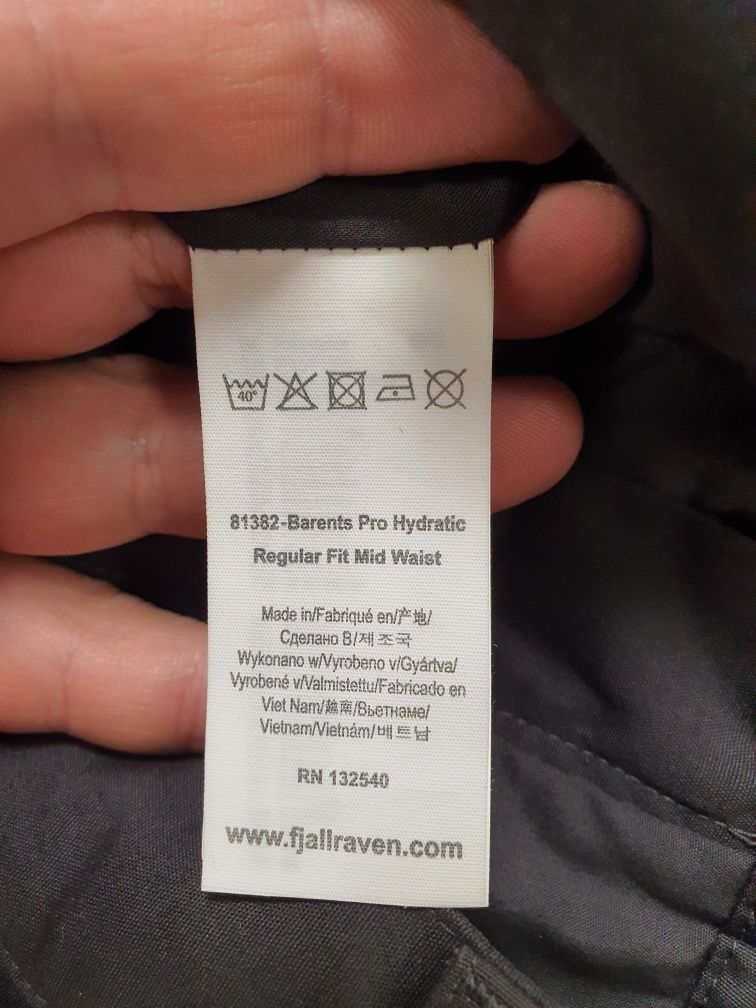 40°
81382-Barents Pro Hydratic
Regular Fit Mid Waist
Made in/Fabriqué en/产地/
Сделано В/제조국
Wykonano w/Vyrobeno v/Gyártva/
Vyrobené v/Valmistettu/Fabricado en
Viet Nam/越南/Вьетнаме/
Vietnam/Vietnám/베트남
RN 132540
www.fjallraven.com